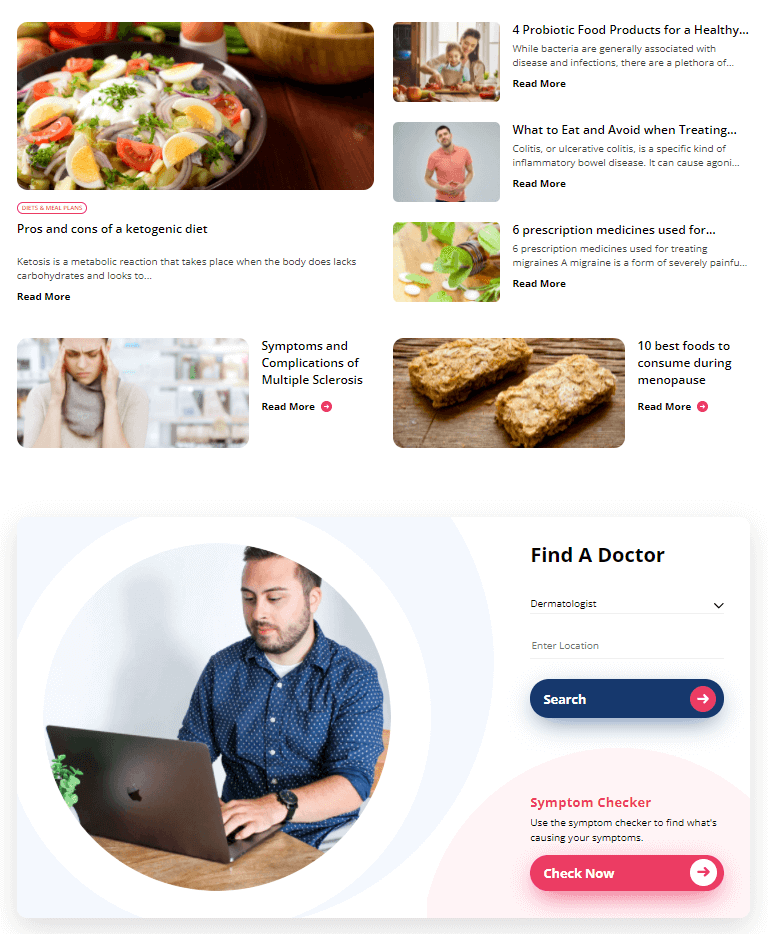 DIETS & MEAL PLANS
Pros and cons of a ketogenic diet
Ketosis is a metabolic reaction that takes place when the body does lacks
carbohydrates and looks to...
Read More
4 Probiotic Food Products for a Healthy...
While bacteria are generally associated with
disease and infections, there are a plethora of...
Read More
What to Eat and Avoid when Treating...
Colitis, or ulcerative colitis, is a specific kind of
inflammatory bowel disease. It can cause agoni...
Read More
6 prescription medicines used for...
6 prescription medicines used for treating
migraines A migraine is a form of severely painfu...
Read More
Symptoms and
Complications of
Multiple Sclerosis
Read More
10 best foods to
consume during
menopause
Read More
Find A Doctor
Dermatologist
Enter Location
Search
Symptom Checker
Use the symptom checker to find what's
causing your symptoms.
Check Now